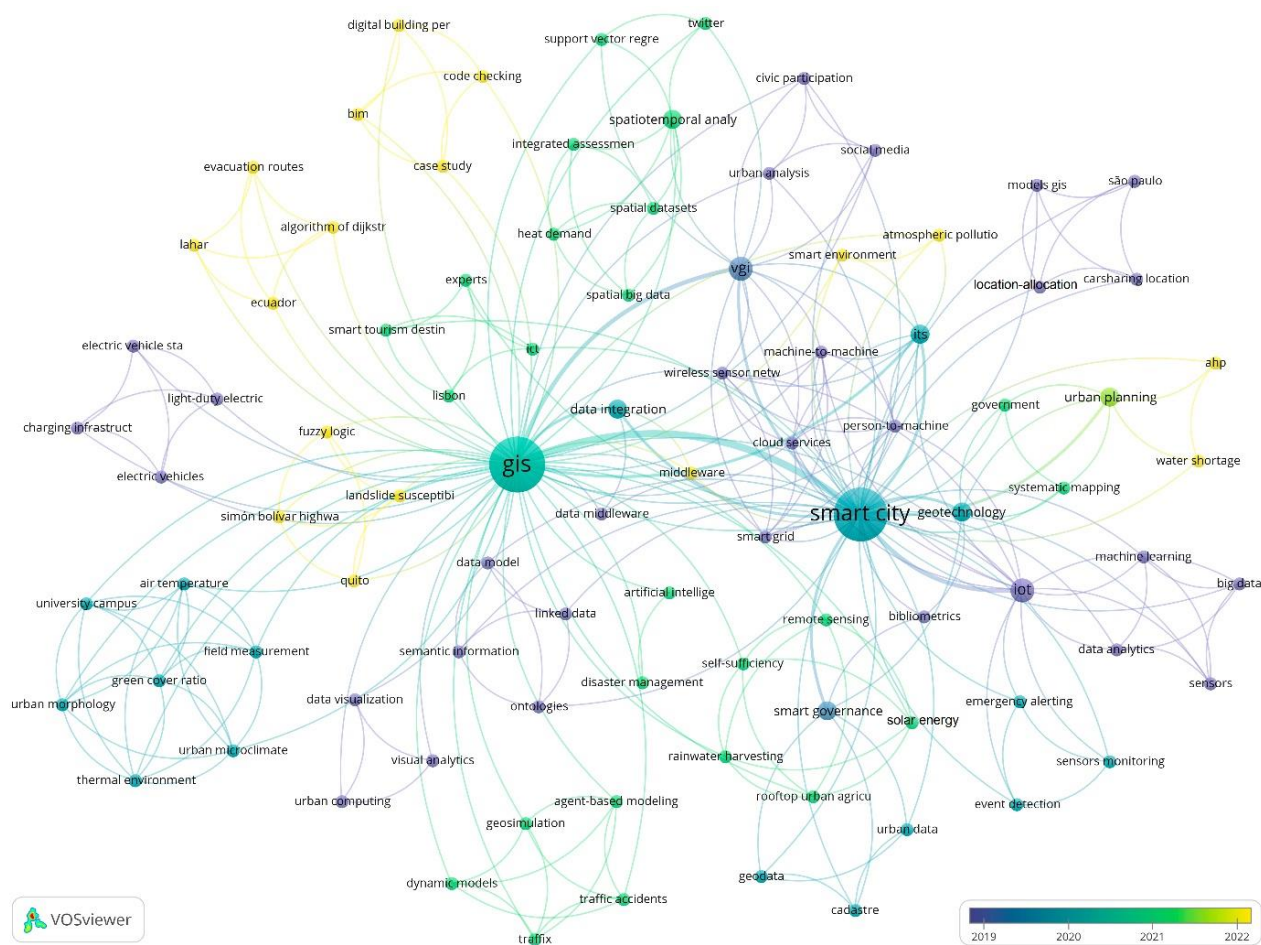 digital building per
twitter
support vector regre
code checking
civic participation
bim
spatiotemporal analy
integrated assessmen
social media
evacuation routes
case study
urban analysis
models gis
são paulo
spatial datasets
algorithm of dijkstr
heat demand
atmospheric pollutio
lahar
smart environment
vgi
experts
location-allocation
carsharing location
ecuador
spatial big data
smart tourism destin
its
electric vehicle sta
ict
machine-to-machine
ahp
wireless sensor netw
light-duty electric
lisbon
urban planning
data integration
government
charging infrastruct
fuzzy logic
person-to-machine
cloud services
gis
water shortage
electric vehicles
middleware
landslide susceptibi
systematic mapping
simón bolívar highwa
data middleware
smart city
geotechnology
smart grid
data model
machine learning
air temperature
quito
big data
university campus
artificial intellige
iot
linked data
remote sensing
bibliometrics
field measurement
semantic information
data analytics
self-sufficiency
green cover ratio
disaster management
sensors
urban morphology
data visualization
ontologies
smart governance
solar energy
emergency alerting
urban microclimate
visual analytics
rainwater harvesting
sensors monitoring
thermal environment
urban computing
agent-based modeling
rooftop urban agricu
event detection
geosimulation
urban data
dynamic models
geodata
traffic accidents
cadastre
traffix
VOSviewer
2019 2020 2021 2022